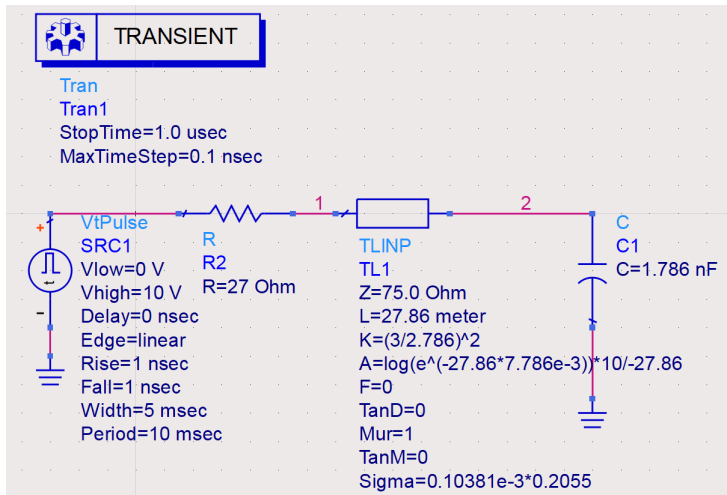 TRANSIENT
Tran
Tran1
StopTime=1.0 usec
MaxTimeStep=0.1 nsec
1
2
+
VtPulse
SRC1
Vlow=0 V
Vhigh=10 V
Delay=0 nsec
Edge=linear
Rise=1 nsec
Fall=1 nsec
Width=5 msec
Period=10 msec
t
-
R
R2
R=27 Ohm
TLINP
TL1
Z=75.0 Ohm
L=27.86 meter
K=(3/2.786)^2
A=log(e^(-27.86*7.786e-3))*10/-27.86
F=0
TanD=0
Mur=1
TanM=0
Sigma=0.10381e-3*0.2055
C
C1
C=1.786 nF